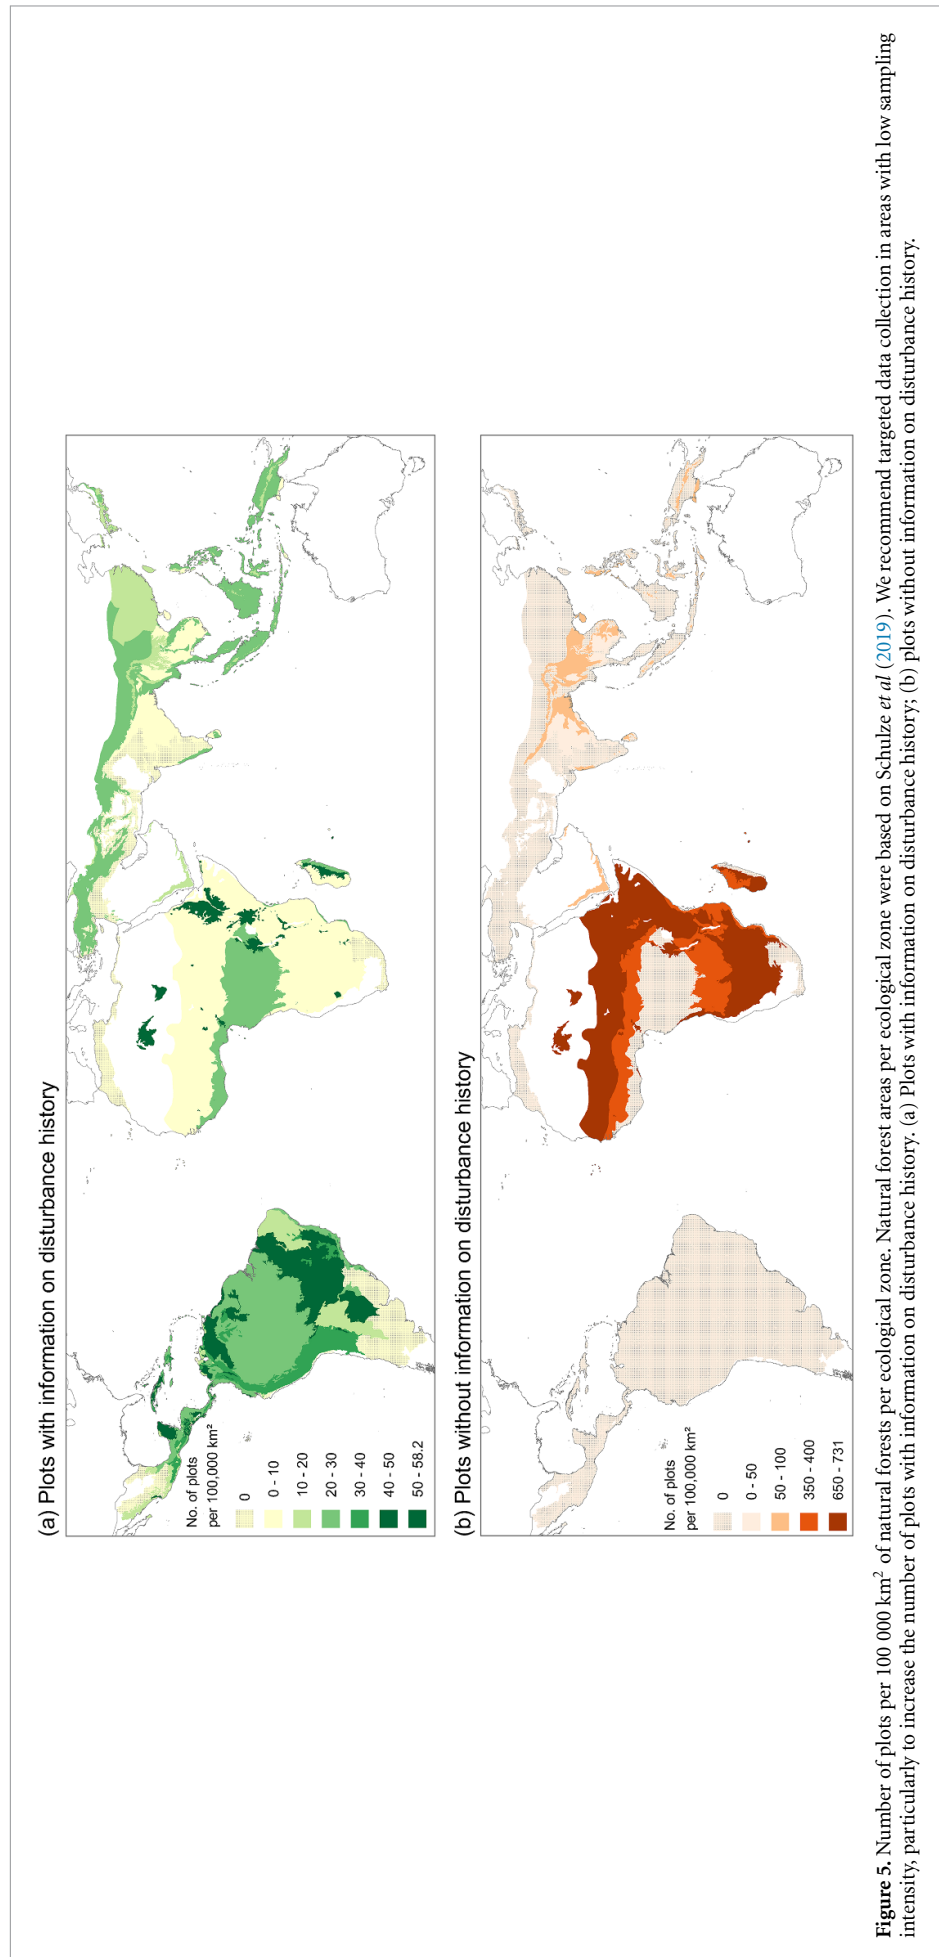 (a) Plots with information on disturbance history
No. of plots
per 100,000 km²
0
0 - 10
10 - 20
20 - 30
30 - 40
40 - 50
50 - 58.2
(b) Plots without information on disturbance history
No. of plots
per 100,000 km²
0
0 - 50
50 - 100
350 - 400
650 - 731
Figure 5. Number of plots per 100 000 km² of natural forests per ecological zone. Natural forest areas per ecological zone were based on Schulze et al (2019). We recommend targeted data collection in areas with low sampling
intensity, particularly to increase the number of plots with information on disturbance history. (a) Plots with information on disturbance history; (b) plots without information on disturbance history.